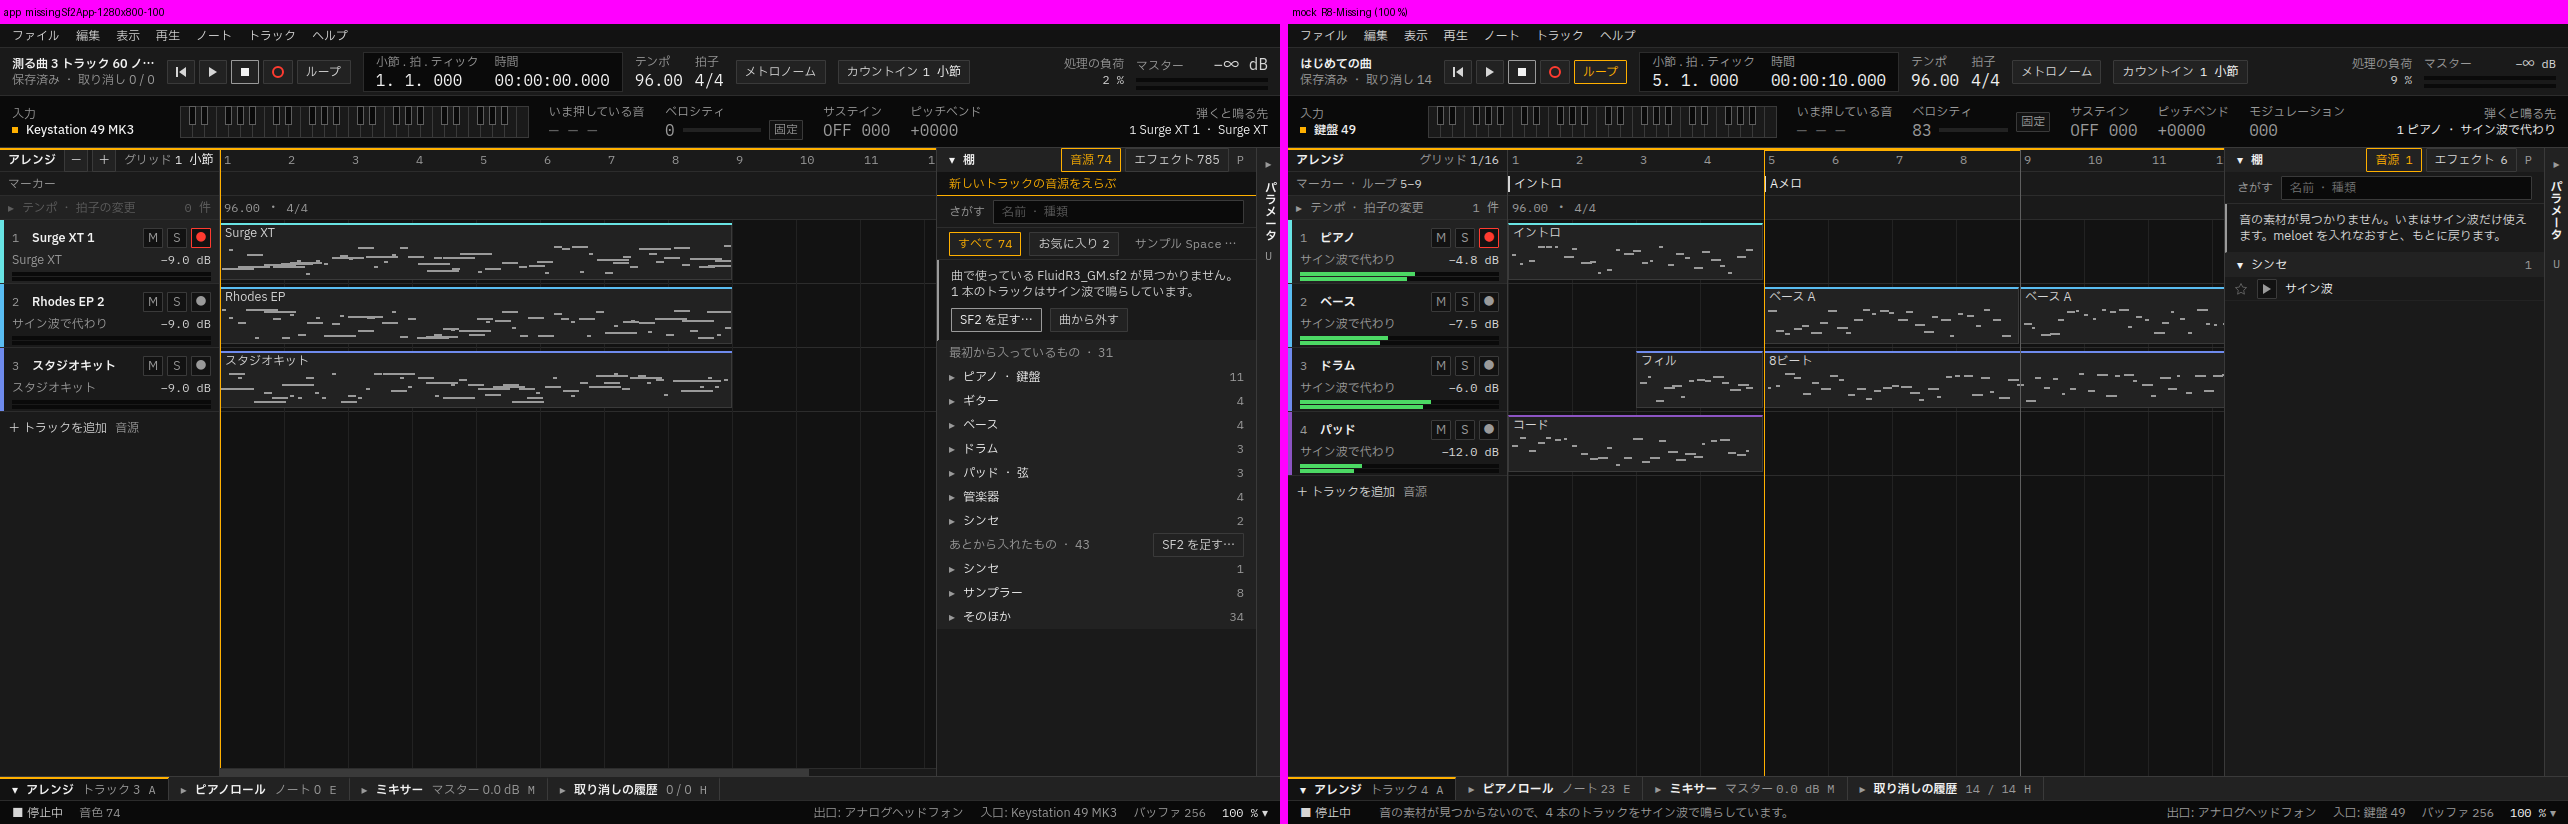 app missingSf2App-1280x800-100
ファイル 編集 表示 再生 ノート トラック ヘルプ
測る曲 3 トラック 60 ノ…
保存済み ・ 取り消し 0 / 0
ループ
小節 . 拍 . ティック 時間
1. 1. 000 00:00:00.000
テンポ 拍子
96.00 4/4
メトロノーム
カウントイン 1 小節
処理の負荷 マスター −∞ dB
2 %
入力
Keystation 49 MK3
いま押している音 ベロシティ サステイン ピッチベンド
— — — 0 固定 OFF 000 +0000
弾くと鳴る先
1 Surge XT 1 ・ Surge XT
アレンジ − + グリッド 1 小節
1 2 3 4 5 6 7 8 9 10 11 1
マーカー
▸ テンポ ・ 拍子の変更 0 件
96.00 ・ 4/4
1 Surge XT 1 M S
Surge XT −9.0 dB
Surge XT
2 Rhodes EP 2 M S
サイン波で代わり −9.0 dB
Rhodes EP
3 スタジオキット M S
スタジオキット −9.0 dB
スタジオキット
+ トラックを追加 音源
▾ 棚 音源 74 エフェクト 785 P
新しいトラックの音源をえらぶ
さがす 名前 ・ 種類
すべて 74 お気に入り 2 サンプル Space …
曲で使っている FluidR3_GM.sf2 が見つかりません。
1 本のトラックはサイン波で鳴らしています。
SF2 を足す… 曲から外す
最初から入っているもの ・ 31
▸ ピアノ ・ 鍵盤 11
▸ ギター 4
▸ ベース 4
▸ ドラム 3
▸ パッド ・ 弦 3
▸ 管楽器 4
▸ シンセ 2
あとから入れたもの ・ 43 SF2 を足す…
▸ シンセ 1
▸ サンプラー 8
▸ そのほか 34
▸ パラメータ U
▾ アレンジ トラック 3 A ▸ ピアノロール ノート 0 E ▸ ミキサー マスター 0.0 dB M ▸ 取り消しの履歴 0 / 0 H
■ 停止中 音色 74 出口: アナログヘッドフォン 入口: Keystation 49 MK3 バッファ 256 100 % ▾
mock R8-Missing (100 %)
ファイル 編集 表示 再生 ノート トラック ヘルプ
はじめての曲
保存済み ・ 取り消し 14
ループ
小節 . 拍 . ティック 時間
5. 1. 000 00:00:10.000
テンポ 拍子
96.00 4/4
メトロノーム
カウントイン 1 小節
処理の負荷 マスター −∞ dB
9 %
入力
鍵盤 49
いま押している音 ベロシティ サステイン ピッチベンド モジュレーション
— — — 83 固定 OFF 000 +0000 000
弾くと鳴る先
1 ピアノ ・ サイン波で代わり
アレンジ グリッド 1/16
1 2 3 4 5 6 7 8 9 10 11 1
マーカー ・ ループ 5–9
イントロ Aメロ
▸ テンポ ・ 拍子の変更 1 件
96.00 ・ 4/4
1 ピアノ M S
サイン波で代わり −4.8 dB
イントロ
2 ベース M S
サイン波で代わり −7.5 dB
ベース A ベース A
3 ドラム M S
サイン波で代わり −6.0 dB
フィル 8ビート
4 パッド M S
サイン波で代わり −12.0 dB
コード
+ トラックを追加 音源
▾ 棚 音源 1 エフェクト 6 P
さがす 名前 ・ 種類
音の素材が見つかりません。いまはサイン波だけ使え
ます。meloet を入れなおすと、もとに戻ります。
▾ シンセ 1
サイン波
▸ パラメータ U
▾ アレンジ トラック 4 A ▸ ピアノロール ノート 23 E ▸ ミキサー マスター 0.0 dB M ▸ 取り消しの履歴 14 / 14 H
■ 停止中 音の素材が見つからないので、4 本のトラックをサイン波で鳴らしています。 出口: アナログヘッドフォン 入口: 鍵盤 49 バッファ 256 100 % ▾